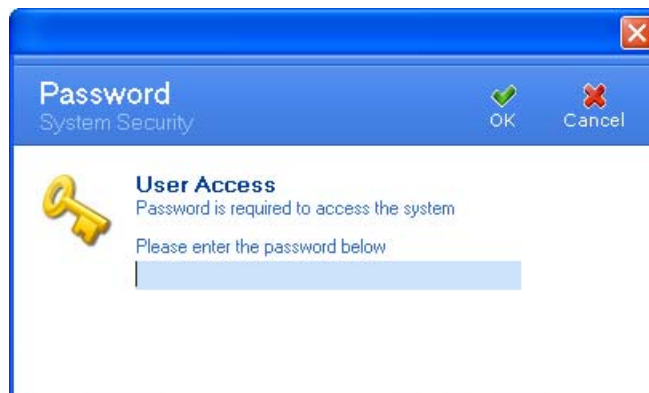 Password
System Security
OK
Cancel
User Access
Password is required to access the system
Please enter the password below